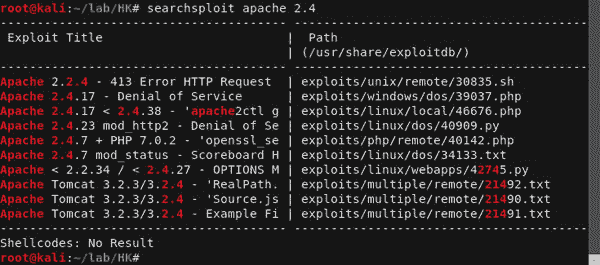 root@kali:~/lab/HK# searchsploit apache 2.4
--------------------------------------- ----------------------------------------
 Exploit Title | Path
 | (/usr/share/exploitdb/)
--------------------------------------- ----------------------------------------
Apache 2.2.4 - 413 Error HTTP Request | exploits/unix/remote/30835.sh
Apache 2.4.17 - Denial of Service | exploits/windows/dos/39037.php
Apache 2.4.17 < 2.4.38 - 'apache2ctl g | exploits/linux/local/46676.php
Apache 2.4.23 mod_http2 - Denial of Se | exploits/linux/dos/40909.py
Apache 2.4.7 + PHP 7.0.2 - 'openssl_se | exploits/php/remote/40142.php
Apache 2.4.7 mod_status - Scoreboard H | exploits/linux/dos/34133.txt
Apache < 2.2.34 / < 2.4.27 - OPTIONS M | exploits/linux/webapps/42745.py
Apache Tomcat 3.2.3/3.2.4 - 'RealPath. | exploits/multiple/remote/21492.txt
Apache Tomcat 3.2.3/3.2.4 - 'Source.js | exploits/multiple/remote/21490.txt
Apache Tomcat 3.2.3/3.2.4 - Example Fi | exploits/multiple/remote/21491.txt
--------------------------------------- ----------------------------------------
Shellcodes: No Result
root@kali:~/lab/HK#